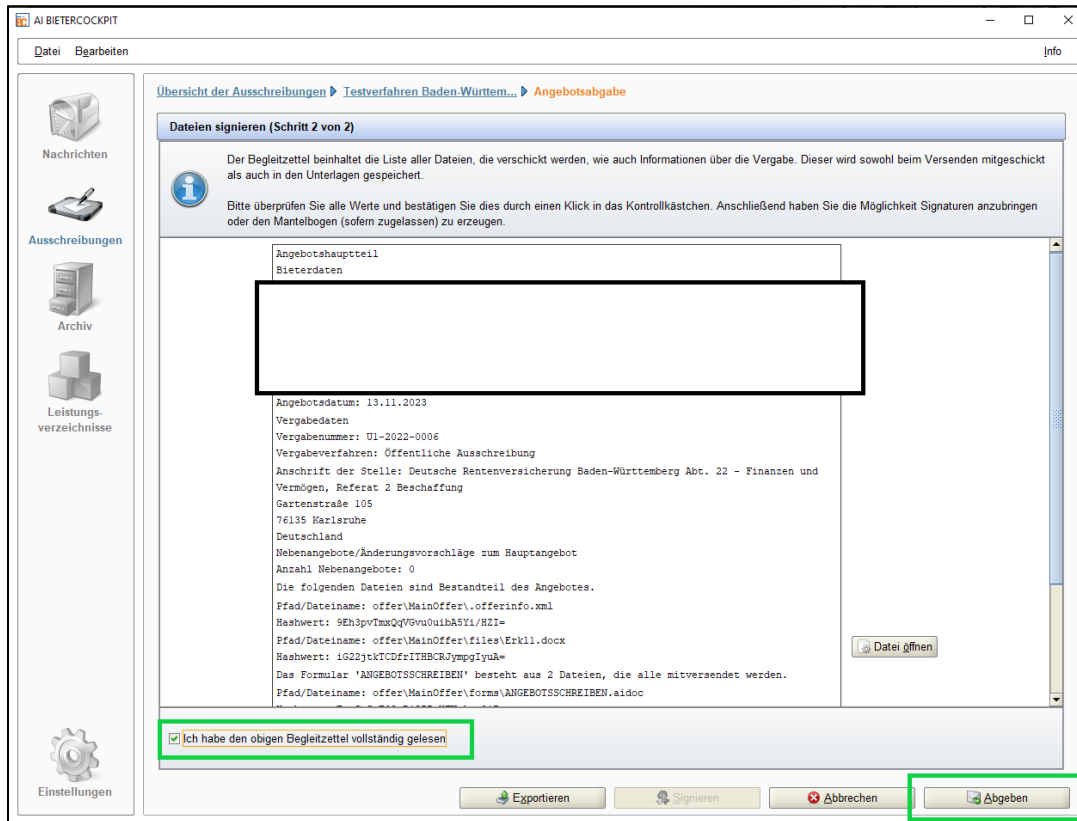 AI BIETERCOCKPIT
Datei Bearbeiten Info
Übersicht der Ausschreibungen Testverfahren Baden-Württem... Angebotsabgabe
Dateien signieren (Schritt 2 von 2)
Der Begleitzettel beinhaltet die Liste aller Dateien, die verschickt werden, wie auch Informationen über die Vergabe. Dieser wird sowohl beim Versenden mitgeschickt
als auch in den Unterlagen gespeichert.
Bitte überprüfen Sie alle Werte und bestätigen Sie dies durch einen Klick in das Kontrollkästchen. Anschließend haben Sie die Möglichkeit Signaturen anzubringen
oder den Mantelbogen (sofern zugelassen) zu erzeugen.
Nachrichten
Ausschreibungen
Archiv
Leistungs-
verzeichnisse
Einstellungen
Angebotshauptteil
Bieterdaten
Angebotsdatum: 13.11.2023
Vergabedaten
Vergabenummer: U1-2022-0006
Vergabeverfahren: Öffentliche Ausschreibung
Anschrift der Stelle: Deutsche Rentenversicherung Baden-Württemberg Abt. 22 - Finanzen und
Vermögen, Referat 2 Beschaffung
Gartenstraße 105
76135 Karlsruhe
Deutschland
Nebenangebote/Änderungsvorschläge zum Hauptangebot
Anzahl Nebenangebote: 0
Die folgenden Dateien sind Bestandteil des Angebotes.
Pfad/Dateiname: offer\MainOffer\.offerinfo.xml
Hashwert: 9Eh3pvTmxQqVGvu0uibA5Yi/HZI=
Pfad/Dateiname: offer\MainOffer\files\Erkl1.docx
Hashwert: iG22jtkTCDfrITHBCRJympgIyuA=
Das Formular 'ANGEBOTSSCHREIBEN' besteht aus 2 Dateien, die alle mitversendet werden.
Pfad/Dateiname: offer\MainOffer\forms\ANGEBOTSSCHREIBEN.aidoc
Datei öffnen
Ich habe den obigen Begleitzettel vollständig gelesen
Exportieren Signieren Abbrechen Abgeben